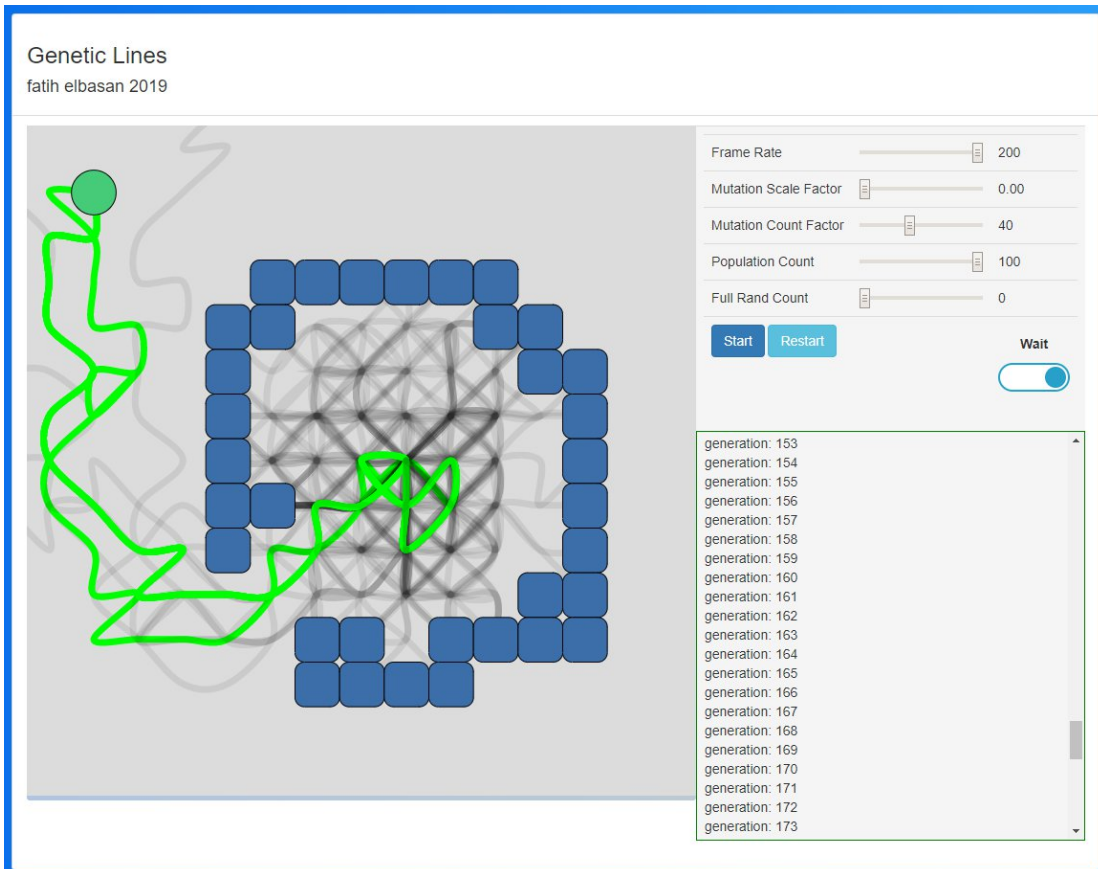 Genetic Lines
fatih elbasan 2019
Frame Rate 200
Mutation Scale Factor 0.00
Mutation Count Factor 40
Population Count 100
Full Rand Count 0
Start Restart Wait
generation: 153
generation: 154
generation: 155
generation: 156
generation: 157
generation: 158
generation: 159
generation: 160
generation: 161
generation: 162
generation: 163
generation: 164
generation: 165
generation: 166
generation: 167
generation: 168
generation: 169
generation: 170
generation: 171
generation: 172
generation: 173